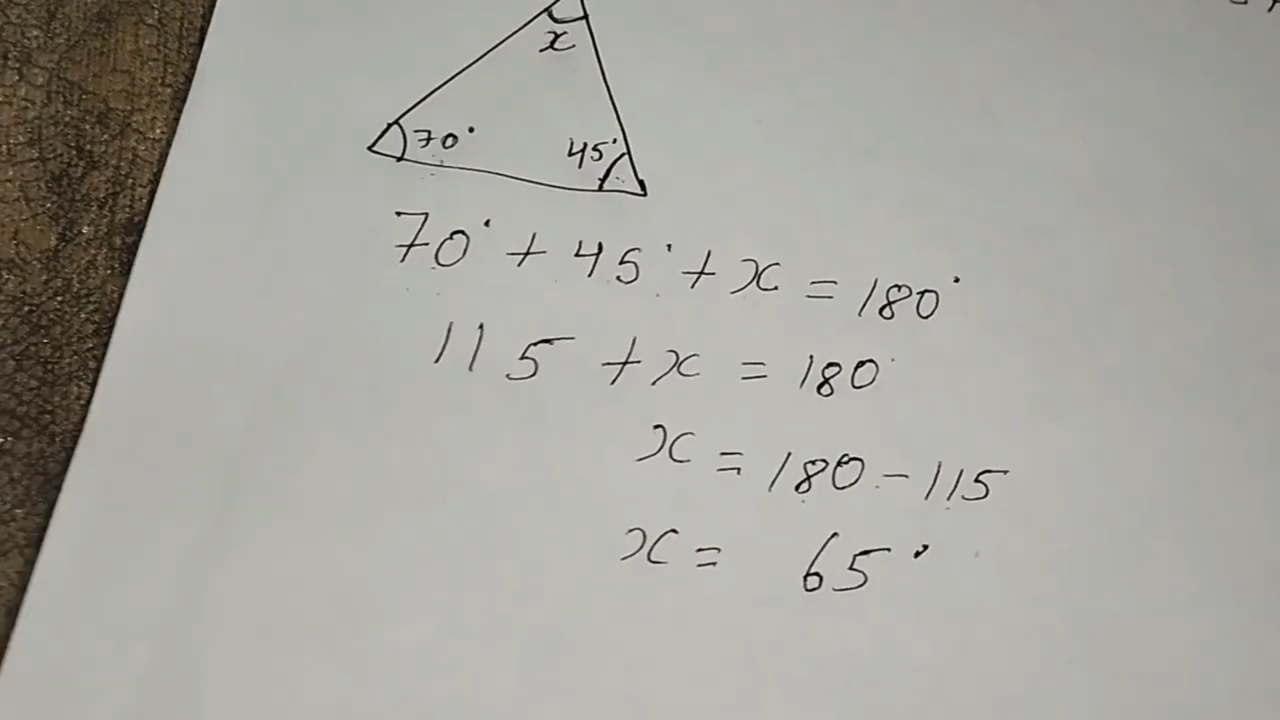 x
70°
45°
70° + 45° + x = 180°
115 + x = 180
x = 180 - 115
x = 65°